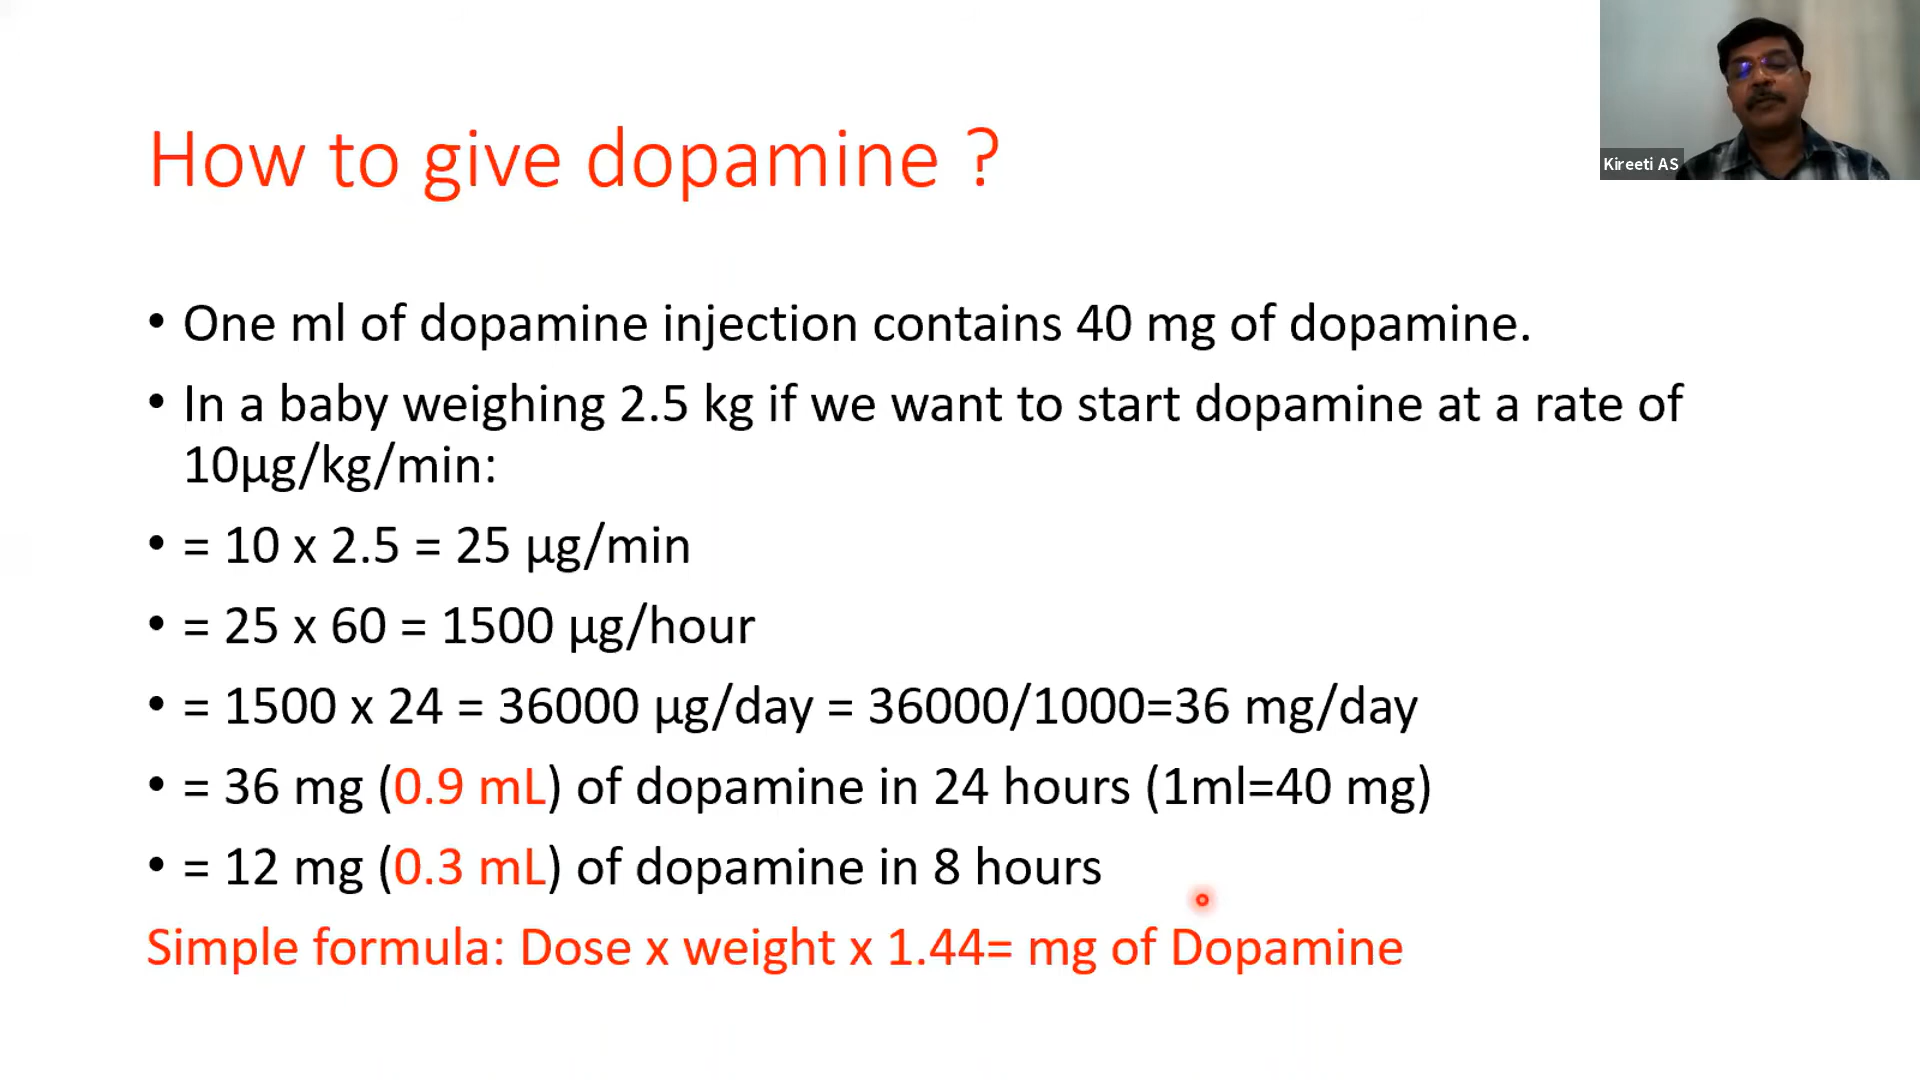 Kireeti AS
How to give dopamine ?
• One ml of dopamine injection contains 40 mg of dopamine.
• In a baby weighing 2.5 kg if we want to start dopamine at a rate of
10µg/kg/min:
• = 10 x 2.5 = 25 µg/min
• = 25 x 60 = 1500 µg/hour
• = 1500 x 24 = 36000 µg/day = 36000/1000=36 mg/day
• = 36 mg (0.9 mL) of dopamine in 24 hours (1ml=40 mg)
• = 12 mg (0.3 mL) of dopamine in 8 hours
Simple formula: Dose x weight x 1.44= mg of Dopamine